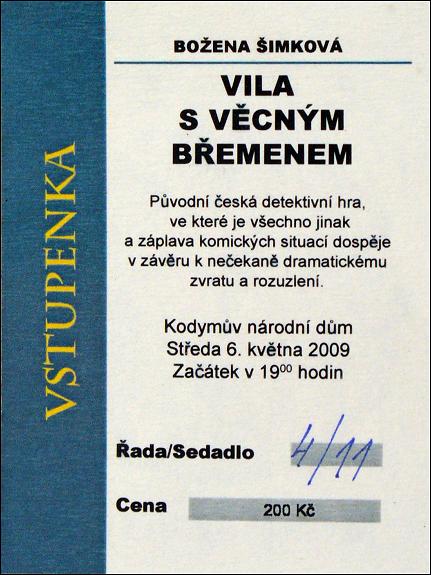 VSTUPENKA
BOŽENA ŠIMKOVÁ
VILA
S VĚCNÝM
BŘEMENEM
Původní česká detektivní hra,
ve které je všechno jinak
a záplava komických situací dospěje
v závěru k nečekaně dramatickému
zvratu a rozuzlení.
Kodymův národní dům
Středa 6. května 2009
Začátek v 19⁰⁰ hodin
Řada/Sedadlo 4/11
Cena 200 Kč